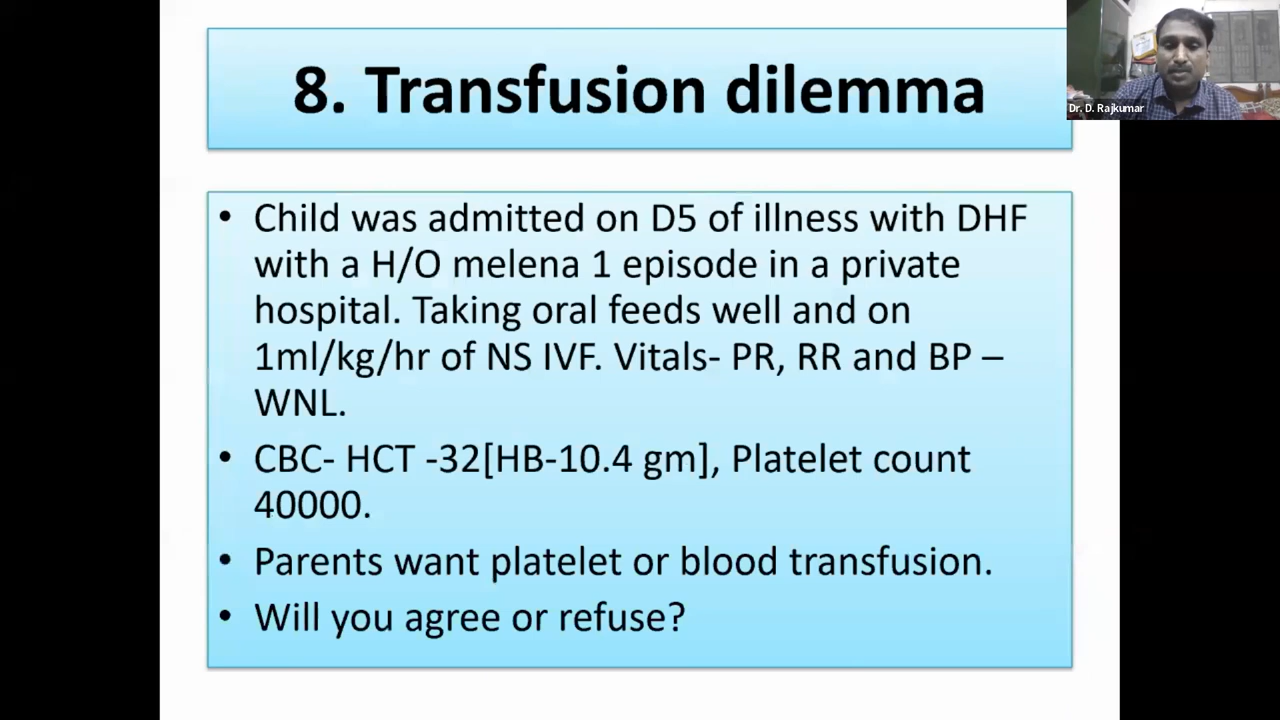 8. Transfusion dilemma
Dr. D. Rajkumar
• Child was admitted on D5 of illness with DHF
with a H/O melena 1 episode in a private
hospital. Taking oral feeds well and on
1ml/kg/hr of NS IVF. Vitals- PR, RR and BP –
WNL.
• CBC- HCT -32[HB-10.4 gm], Platelet count
40000.
• Parents want platelet or blood transfusion.
• Will you agree or refuse?